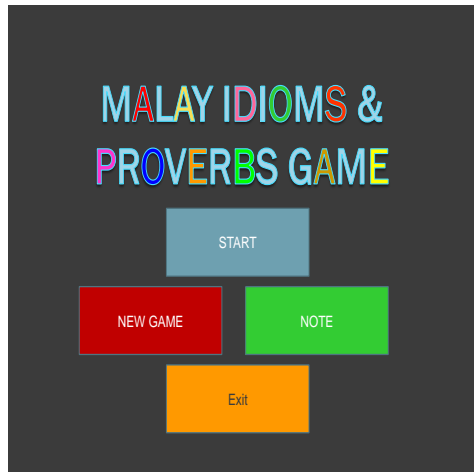 MALAY IDIOMS &
PROVERBS GAME
START
NEW GAME
NOTE
Exit